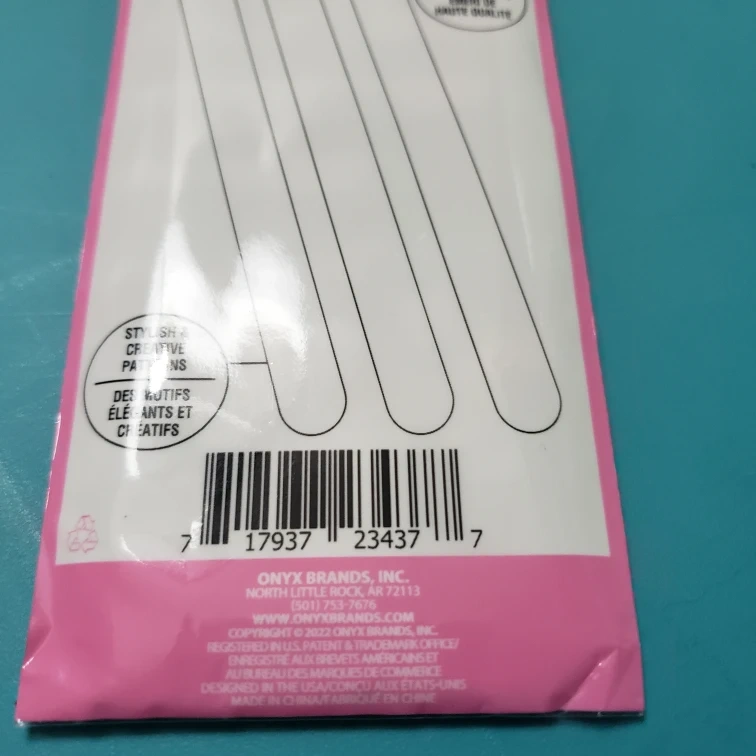 HAUTE QUALITÉ
STYLISH &
CREATIVE
PATTERNS
DES MOTIFS
ÉLÉGANTS ET
CRÉATIFS
7 17937 23437 7
ONYX BRANDS, INC.
NORTH LITTLE ROCK, AR 72113
(501) 753-7676
WWW.ONYXBRANDS.COM
COPYRIGHT © 2022 ONYX BRANDS, INC.
REGISTERED IN U.S. PATENT & TRADEMARK OFFICE/
ENREGISTRÉ AUX BREVETS AMÉRICAINS ET
AU BUREAU DES MARQUES DE COMMERCE
DESIGNED IN THE USA/CONÇU AUX ÉTATS-UNIS
MADE IN CHINA/FABRIQUÉ EN CHINE